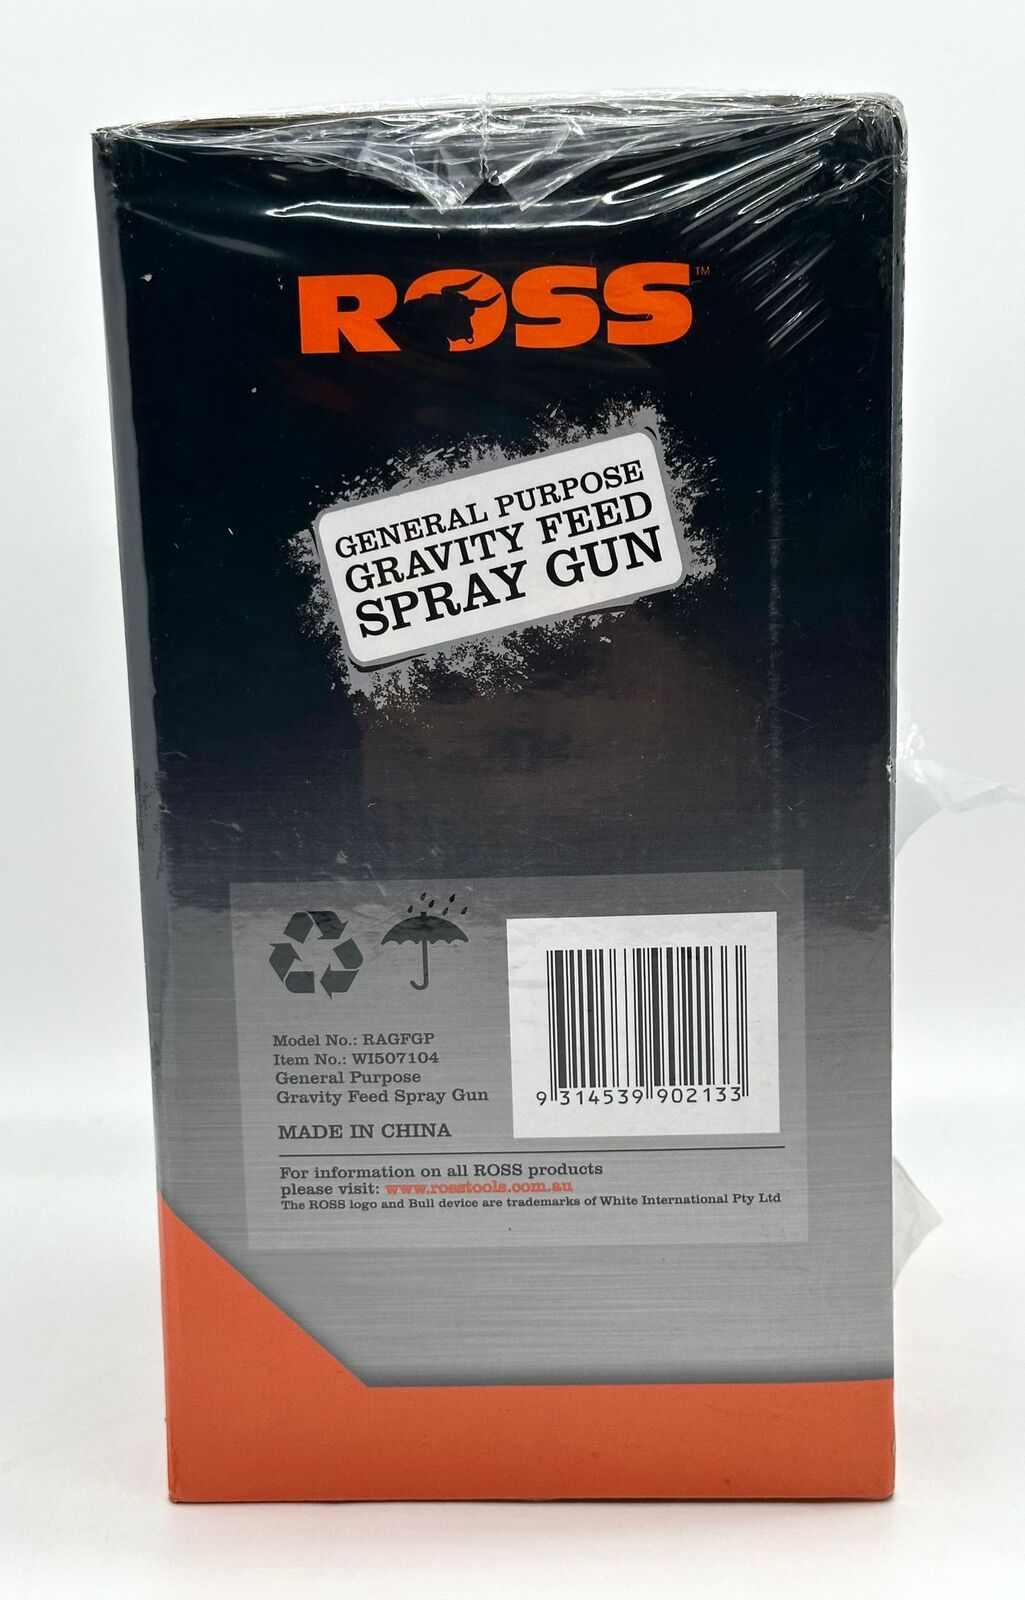 ROSS™
GENERAL PURPOSE
GRAVITY FEED
SPRAY GUN
Model No.: RAGFGP
Item No.: WI507104
General Purpose
Gravity Feed Spray Gun
MADE IN CHINA
9 314539 902133
For information on all ROSS products
please visit: www.rosstools.com.au
The ROSS logo and Bull device are trademarks of White International Pty Ltd